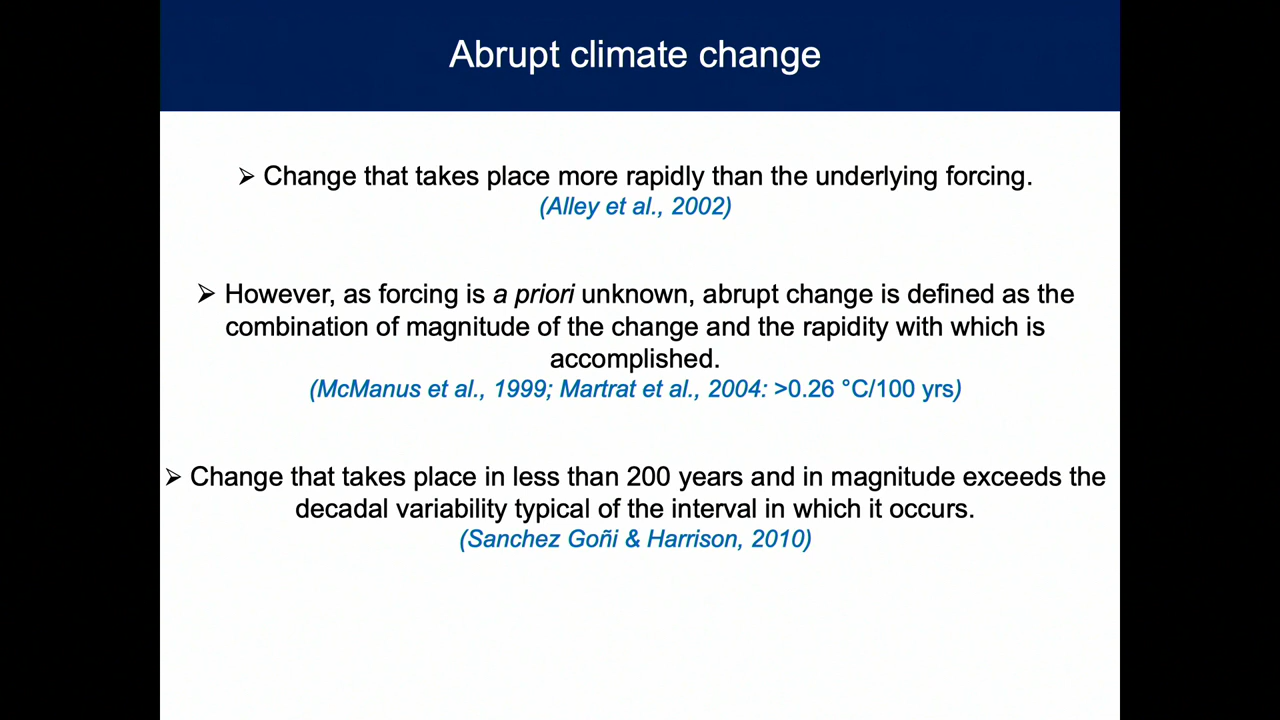 Abrupt climate change
➢ Change that takes place more rapidly than the underlying forcing.
(Alley et al., 2002)
➢ However, as forcing is a priori unknown, abrupt change is defined as the
combination of magnitude of the change and the rapidity with which is
accomplished.
(McManus et al., 1999; Martrat et al., 2004: >0.26 °C/100 yrs)
➢ Change that takes place in less than 200 years and in magnitude exceeds the
decadal variability typical of the interval in which it occurs.
(Sanchez Goñi & Harrison, 2010)